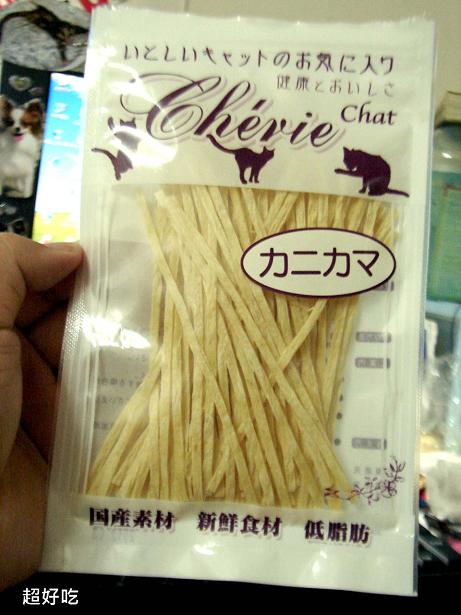 いとしいキャットのお気に入り
健康とおいしさ
Chérie
Chat
カニカマ
国産素材 新鮮食材 低脂肪
超好吃